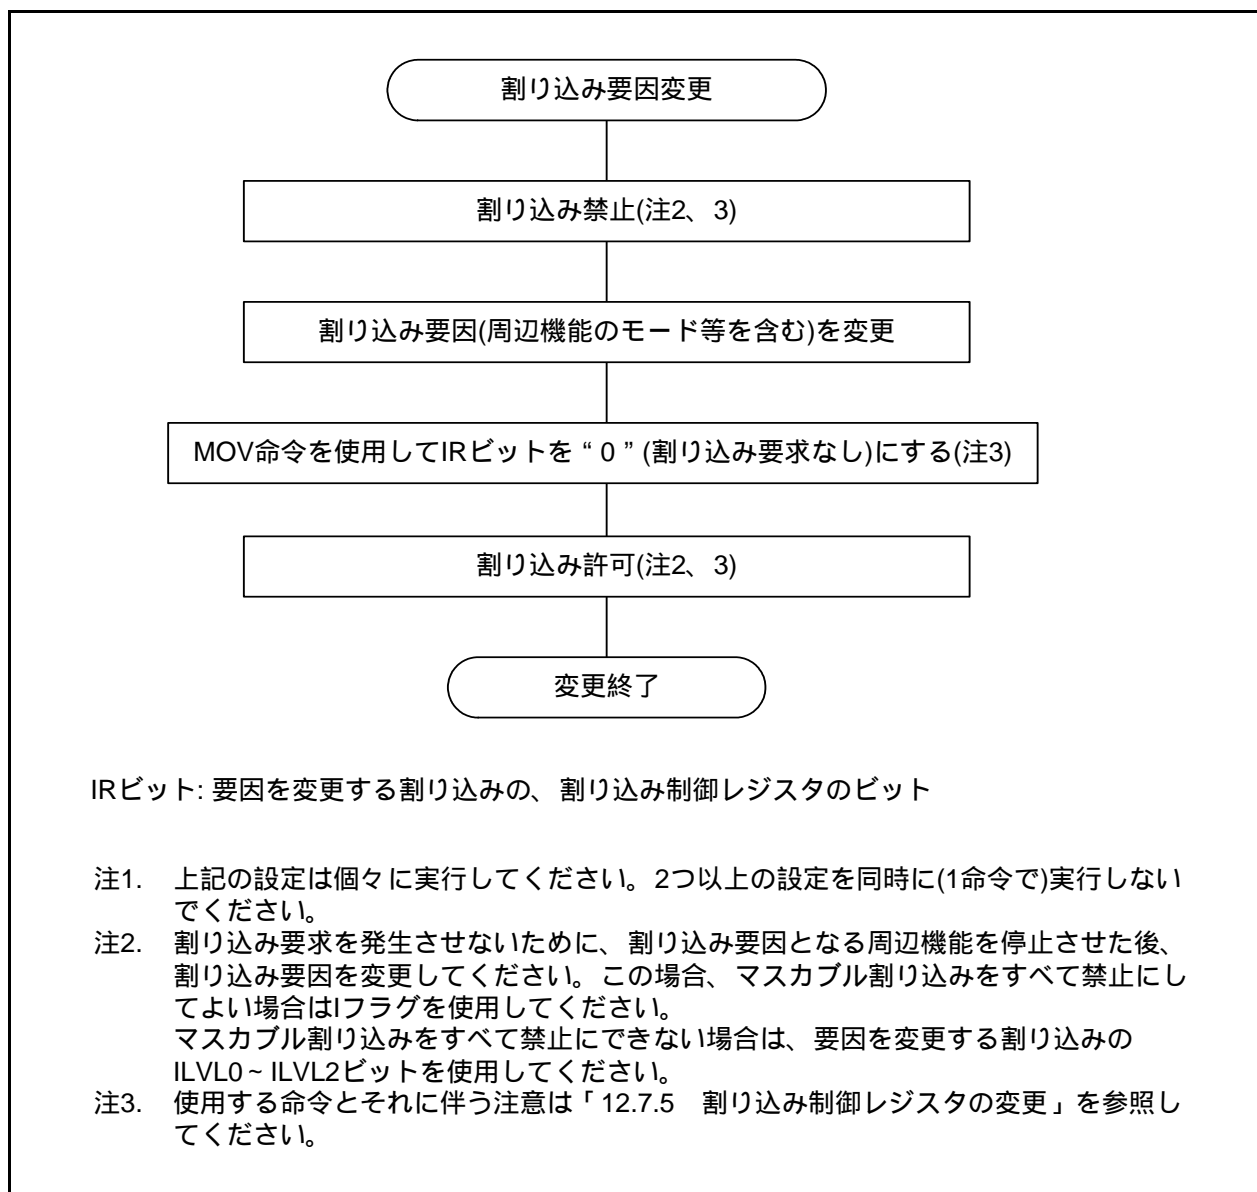 割り込み要因変更
割り込み禁止(注2、3)
割り込み要因(周辺機能のモード等を含む)を変更
MOV命令を使用してIRビットを“0”(割り込み要求なし)にする(注3)
割り込み許可(注2、3)
変更終了
IRビット: 要因を変更する割り込みの、割り込み制御レジスタのビット
注1. 上記の設定は個々に実行してください。2つ以上の設定を同時に(1命令で)実行しない
でください。
注2. 割り込み要求を発生させないために、割り込み要因となる周辺機能を停止させた後、
割り込み要因を変更してください。この場合、マスカブル割り込みをすべて禁止にし
てよい場合はIフラグを使用してください。
マスカブル割り込みをすべて禁止にできない場合は、要因を変更する割り込みの
ILVL0~ILVL2ビットを使用してください。
注3. 使用する命令とそれに伴う注意は「12.7.5 割り込み制御レジスタの変更」を参照し
てください。